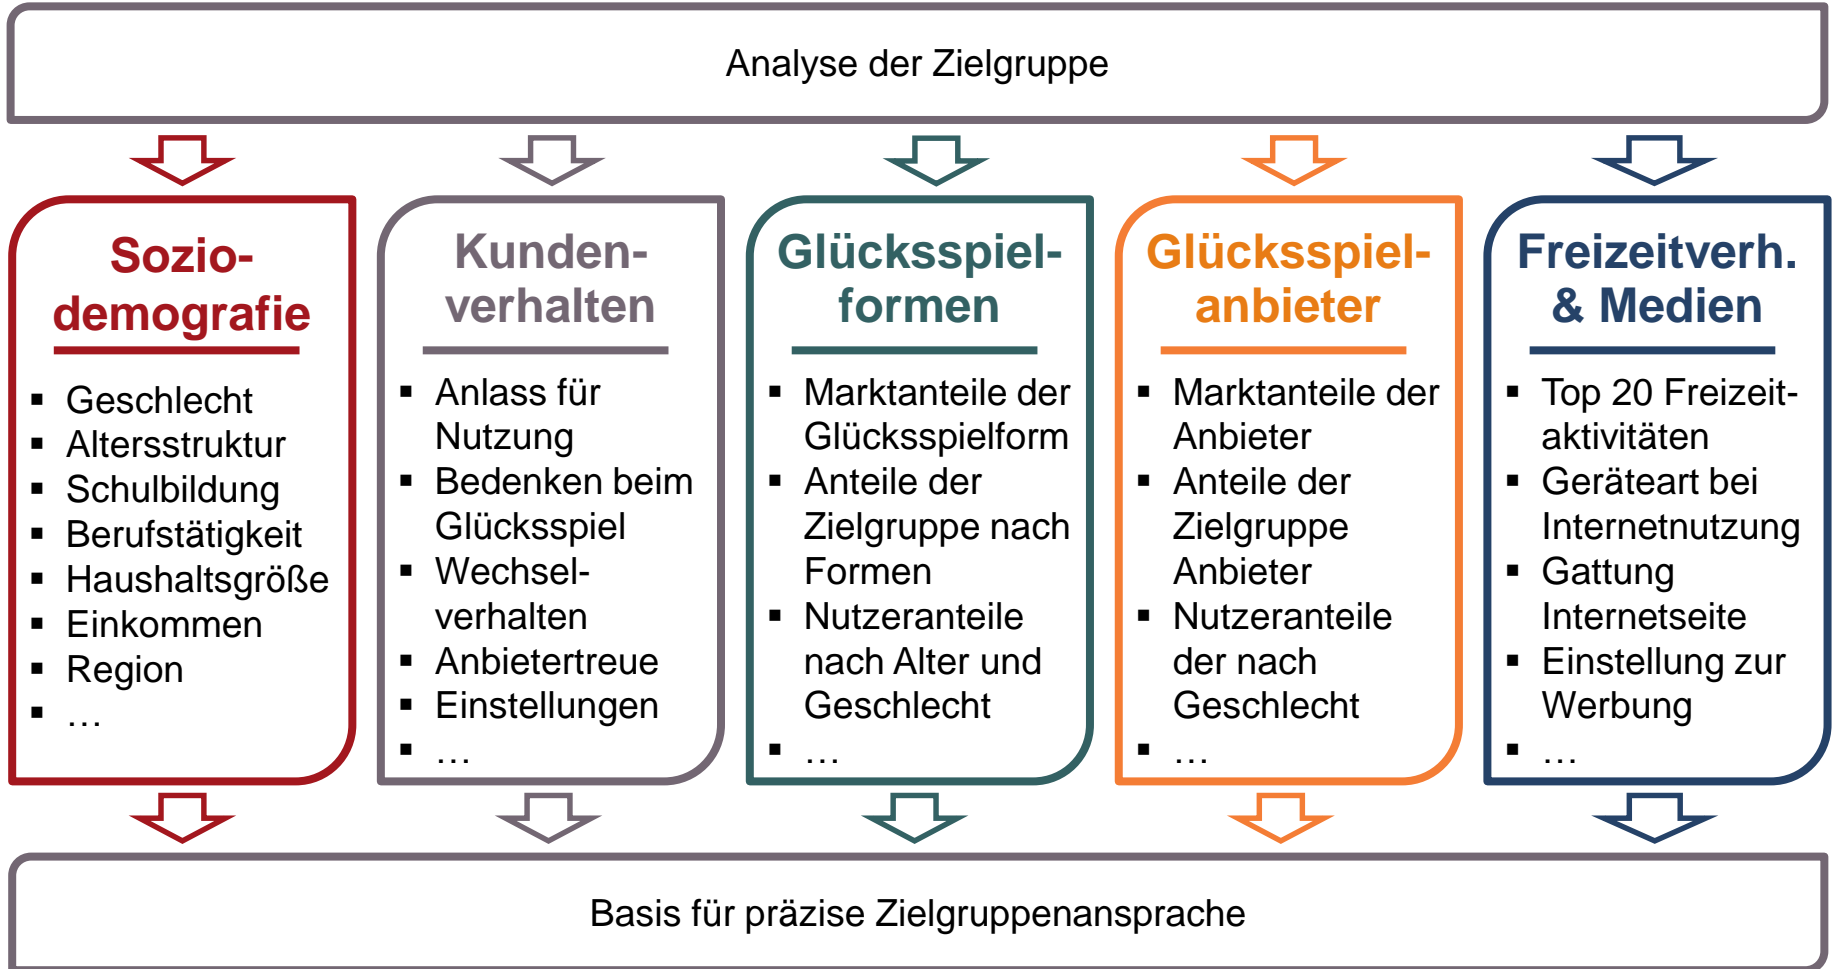 Analyse der Zielgruppe
Sozio-
demografie
▪ Geschlecht
▪ Altersstruktur
▪ Schulbildung
▪ Berufstätigkeit
▪ Haushaltsgröße
▪ Einkommen
▪ Region
▪ …
Kunden-
verhalten
▪ Anlass für
Nutzung
▪ Bedenken beim
Glücksspiel
▪ Wechsel-
verhalten
▪ Anbietertreue
▪ Einstellungen
▪ …
Glücksspiel-
formen
▪ Marktanteile der
Glücksspielform
▪ Anteile der
Zielgruppe nach
Formen
▪ Nutzeranteile
nach Alter und
Geschlecht
▪ …
Glücksspiel-
anbieter
▪ Marktanteile der
Anbieter
▪ Anteile der
Zielgruppe
Anbieter
▪ Nutzeranteile
der nach
Geschlecht
▪ …
Freizeitverh.
& Medien
▪ Top 20 Freizeit-
aktivitäten
▪ Geräteart bei
Internetnutzung
▪ Gattung
Internetseite
▪ Einstellung zur
Werbung
▪ …
Basis für präzise Zielgruppenansprache